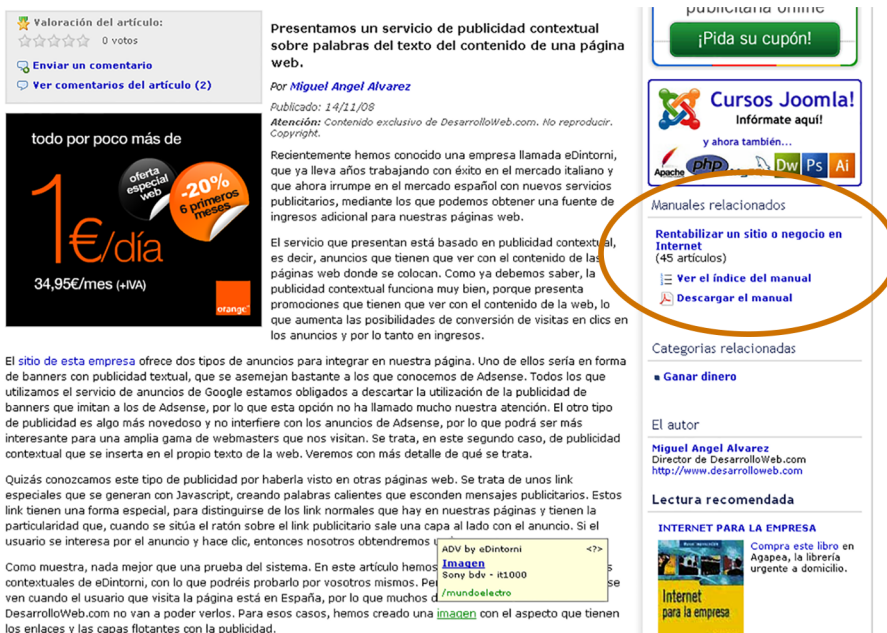 Valoración del artículo:
0 votos
Enviar un comentario
Ver comentarios del artículo (2)
todo por poco más de
1€/día
oferta
especial
web
-20%
6 primeros
meses
34,95€/mes (+IVA)
orange
Presentamos un servicio de publicidad contextual
sobre palabras del texto del contenido de una página
web.
Por Miguel Angel Alvarez
Publicado: 14/11/08
Atención: Contenido exclusivo de DesarrolloWeb.com. No reproducir.
Copyright.
Recientemente hemos conocido una empresa llamada eDintorni,
que ya lleva años trabajando con éxito en el mercado italiano y
que ahora irrumpe en el mercado español con nuevos servicios
publicitarios, mediante los que podemos obtener una fuente de
ingresos adicional para nuestras páginas web.
El servicio que presentan está basado en publicidad contextual,
es decir, anuncios que tienen que ver con el contenido de las
páginas web donde se colocan. Como ya debemos saber, la
publicidad contextual funciona muy bien, porque presenta
promociones que tienen que ver con el contenido de la web, lo
que aumenta las posibilidades de conversión de visitas en clics en
los anuncios y por lo tanto en ingresos.
El sitio de esta empresa ofrece dos tipos de anuncios para integrar en nuestra página. Uno de ellos sería en forma
de banners con publicidad textual, que se asemejan bastante a los que conocemos de Adsense. Todos los que
utilizamos el servicio de anuncios de Google estamos obligados a descartar la utilización de la publicidad de
banners que imitan a los de Adsense, por lo que esta opción no ha llamado mucho nuestra atención. El otro tipo
de publicidad es algo más novedoso y no interfiere con los anuncios de Adsense, por lo que podrá ser más
interesante para una amplia gama de webmasters que nos visitan. Se trata, en este segundo caso, de publicidad
contextual que se inserta en el propio texto de la web. Veremos con más detalle de qué se trata.
Quizás conozcamos este tipo de publicidad por haberla visto en otras páginas web. Se trata de unos link
especiales que se generan con Javascript, creando palabras calientes que esconden mensajes publicitarios. Estos
link tienen una forma especial, para distinguirse de los link normales que hay en nuestras páginas y tienen la
particularidad que, cuando se sitúa el ratón sobre el link publicitario sale una capa al lado con el anuncio. Si el
usuario se interesa por el anuncio y hace clic, entonces nosotros obtendremos
Como muestra, nada mejor que una prueba del sistema. En este artículo hemos
contextuales de eDintorni, con lo que podréis probarlo por vosotros mismos. se
ven cuando el usuario que visita la página está en España, por lo que muchos
DesarrolloWeb.com no van a poder verlos. Para esos casos, hemos creado una imagen con el aspecto que tienen
los enlaces y las capas flotantes con la publicidad.
ADV by eDintorni <?>
Imagen
Sony bdv - it1000
/mundoelectro
publicitaria online
¡Pida su cupón!
Cursos Joomla!
Infórmate aquí!
y ahora también...
Apache php Dw Ps Ai
Manuales relacionados
Rentabilizar un sitio o negocio en
Internet
(45 artículos)
Ver el índice del manual
Descargar el manual
Categorias relacionadas
Ganar dinero
El autor
Miguel Angel Alvarez
Director de DesarrolloWeb.com
http://www.desarrolloweb.com
Lectura recomendada
INTERNET PARA LA EMPRESA
Compra este libro en
Agapea, la librería
urgente a domicilio.
Internet
para la empresa